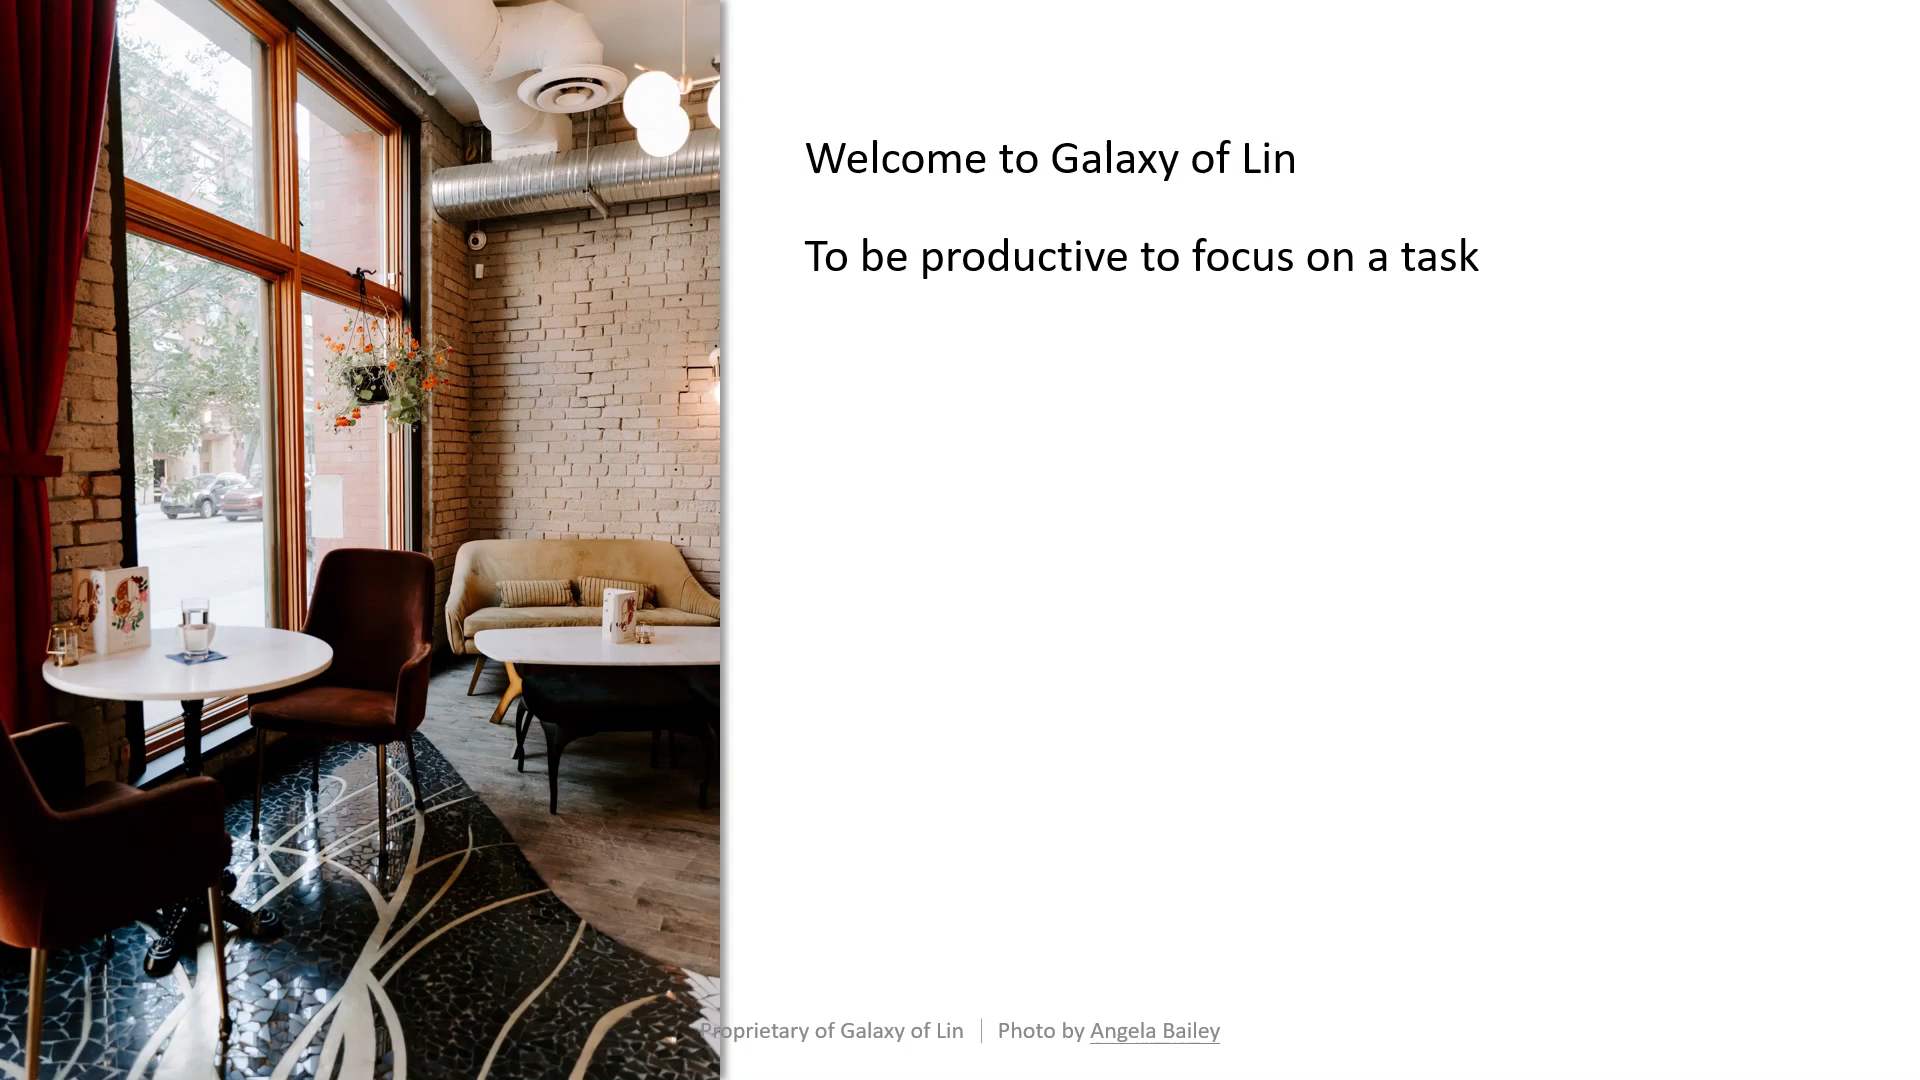 Welcome to Galaxy of Lin
To be productive to focus on a task
Proprietary of Galaxy of Lin | Photo by Angela Bailey